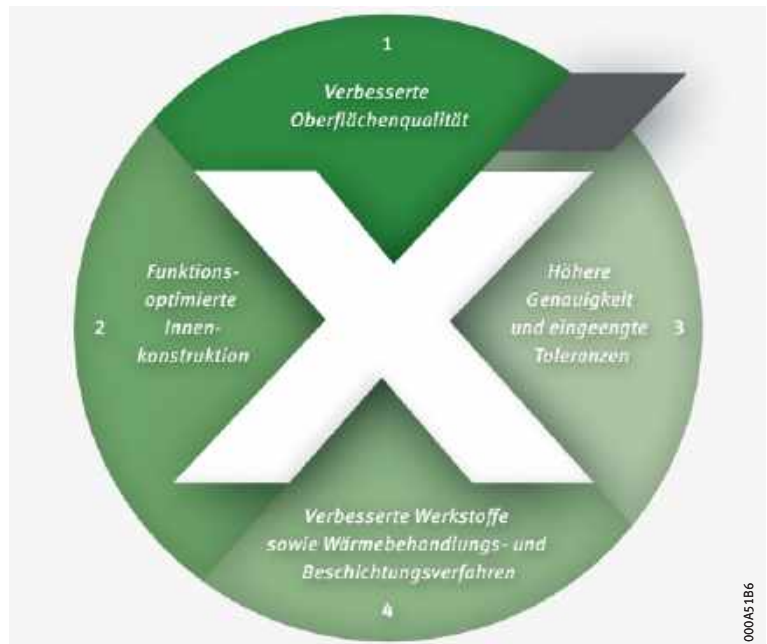 1
Verbesserte
Oberflächenqualität
2
Funktions-
optimierte
Innen-
konstruktion
Höhere
Genauigkeit
und eingeengte
Toleranzen
3
Verbesserte Werkstoffe
sowie Wärmebehandlungs- und
Beschichtungsverfahren
4
X
000A51B6